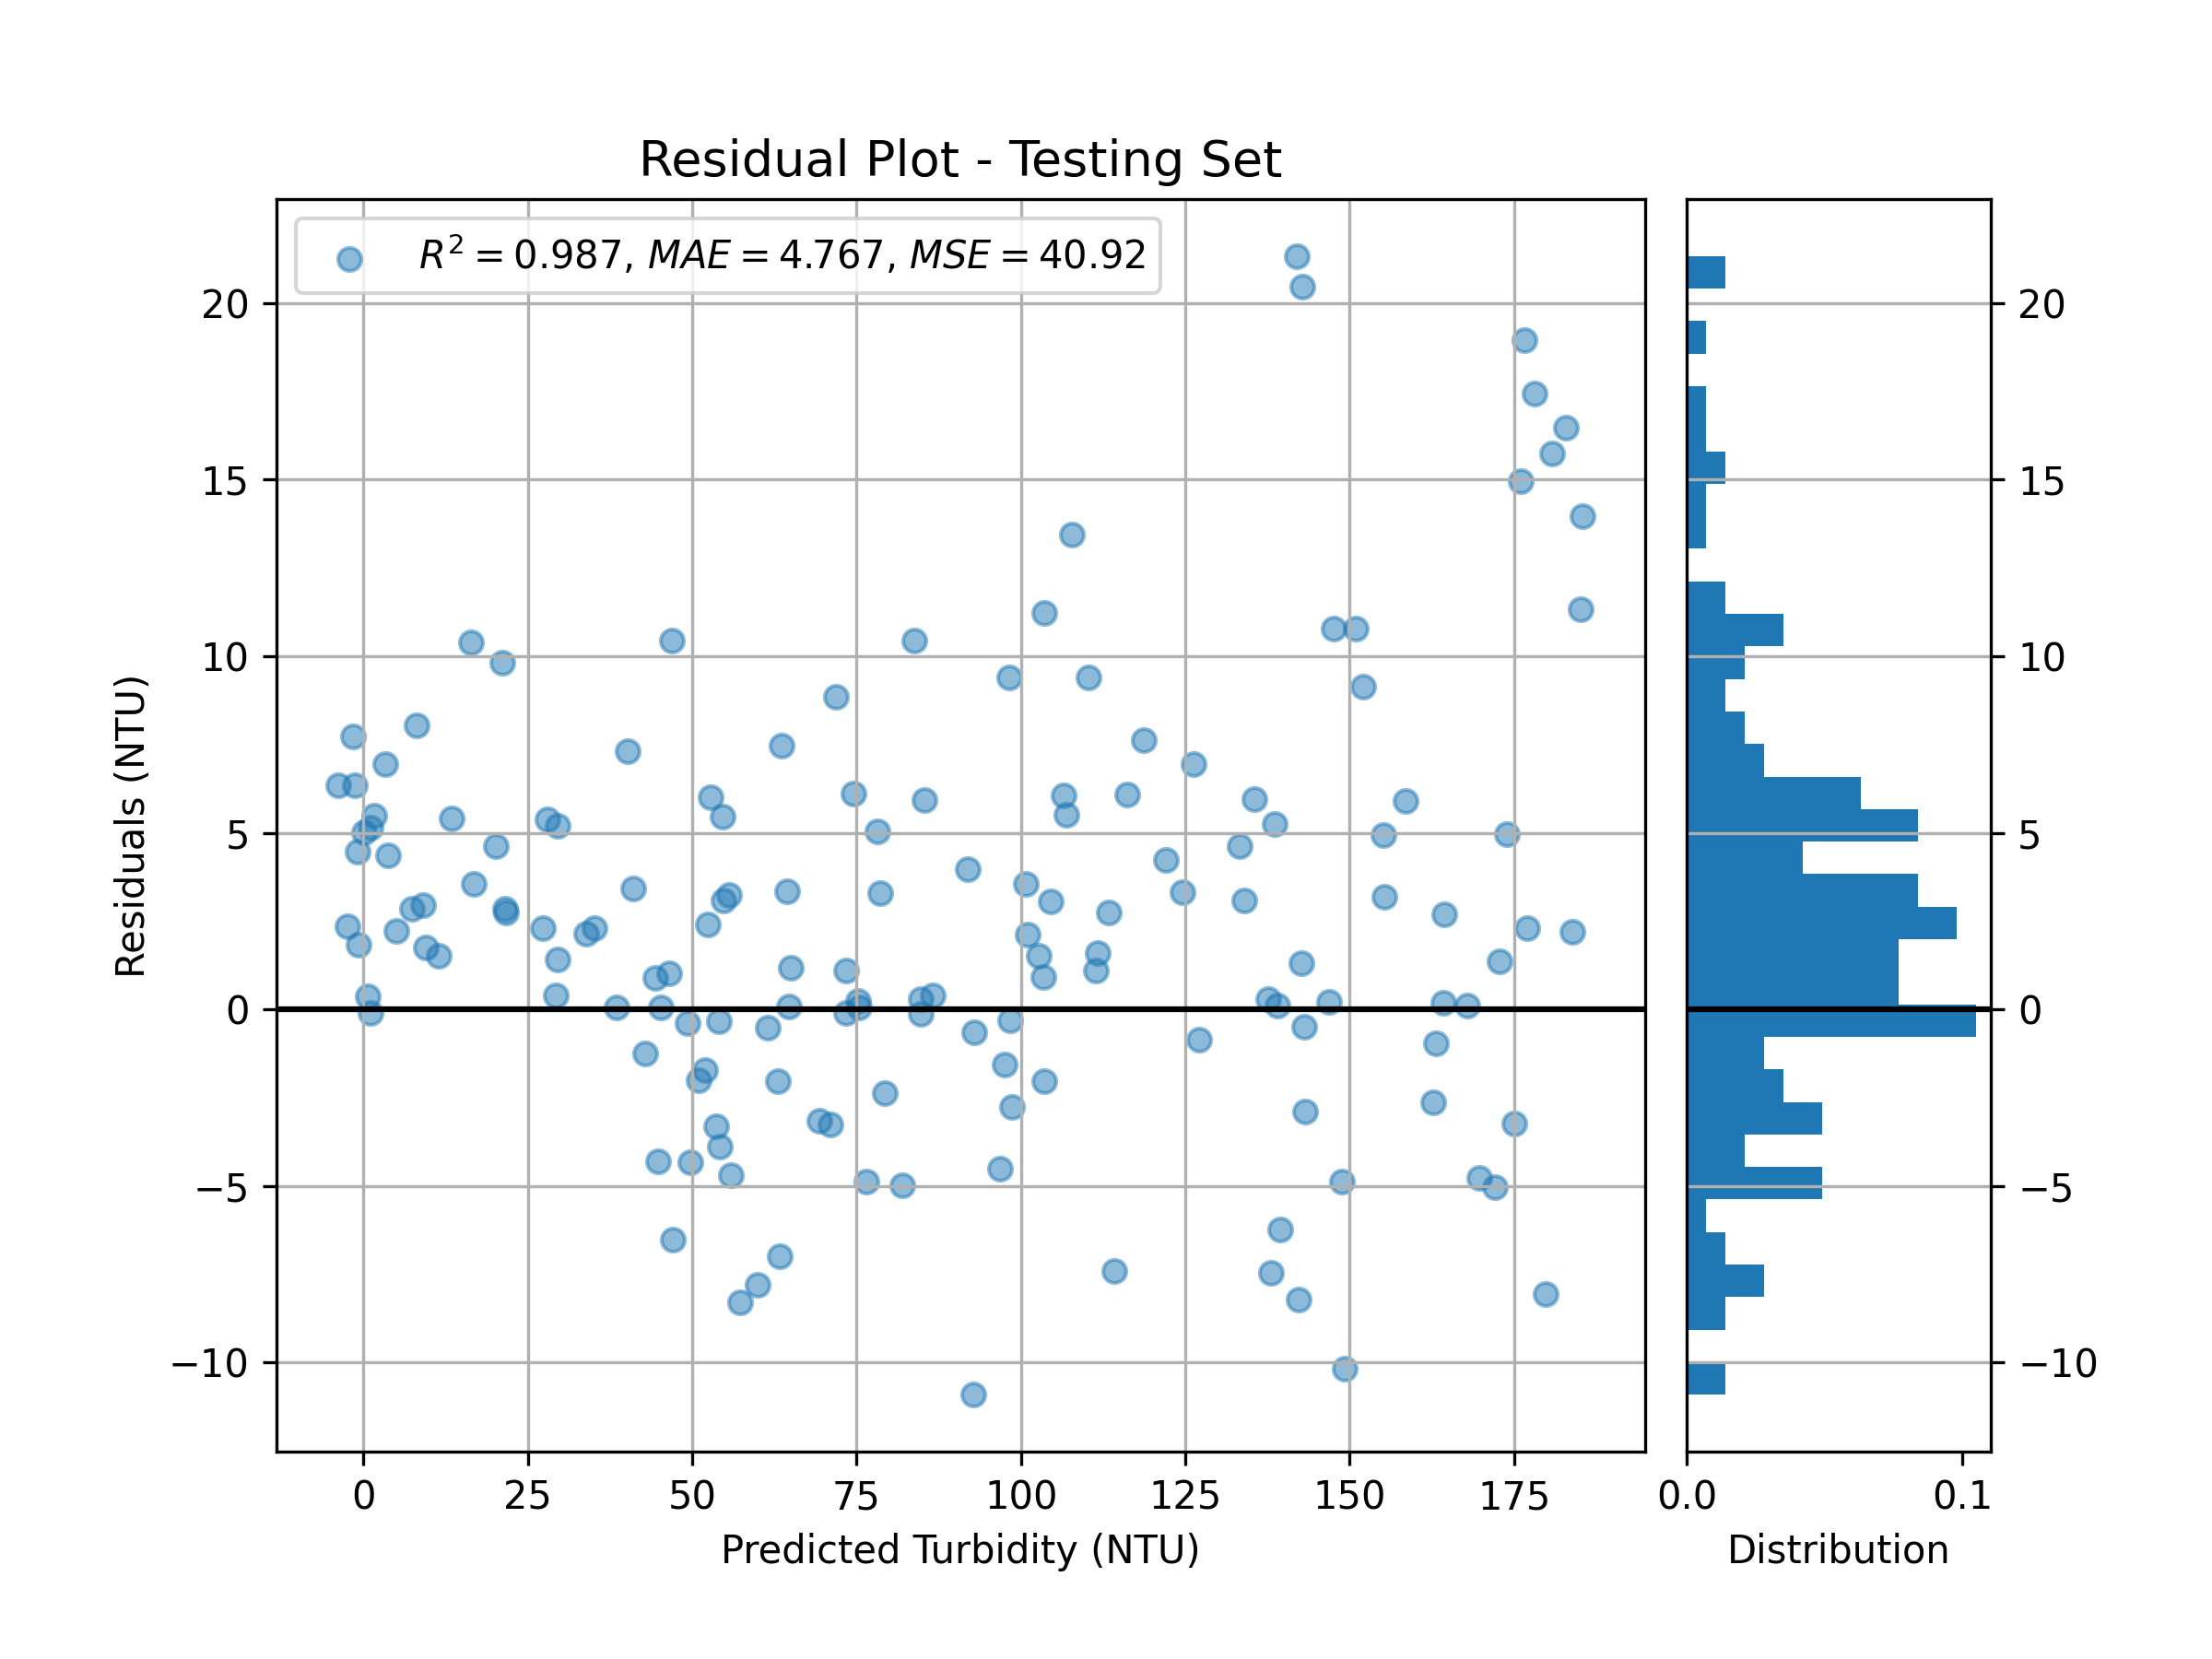 Residual Plot - Testing Set
R² = 0.987, MAE = 4.767, MSE = 40.92
Residuals (NTU)
20
15
10
5
0
−5
−10
0 25 50 75 100 125 150 175
Predicted Turbidity (NTU)
20
15
10
5
0
−5
−10
0.0 0.1
Distribution